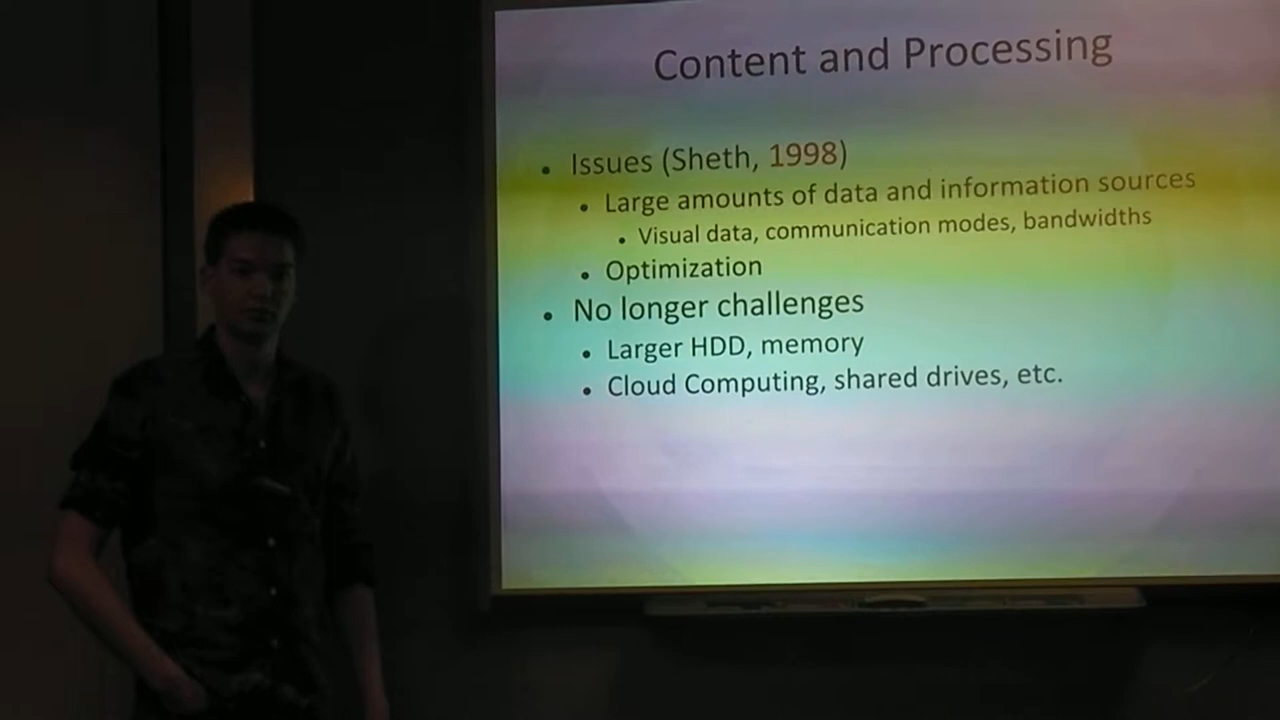 Content and Processing
• Issues (Sheth, 1998)
• Large amounts of data and information sources
• Visual data, communication modes, bandwidths
• Optimization
• No longer challenges
• Larger HDD, memory
• Cloud Computing, shared drives, etc.